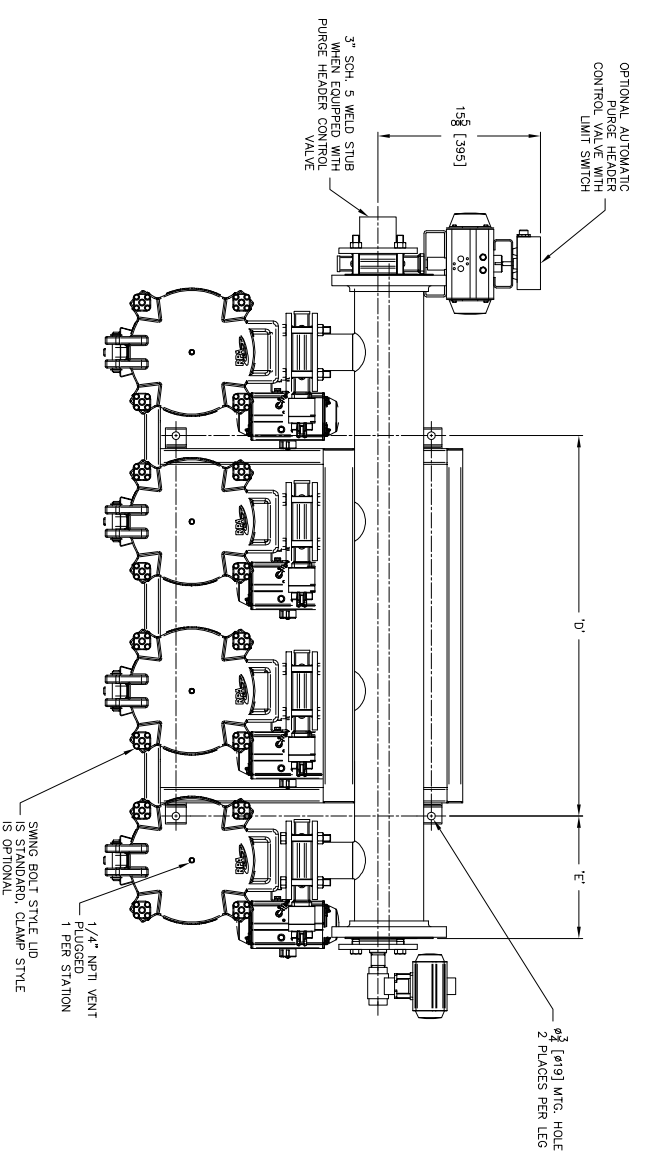 OPTIONAL AUTOMATIC
PURGE HEADER
CONTROL VALVE WITH
LIMIT SWITCH
15 5/8 [395]
3" SCH. 5 WELD STUB
WHEN EQUIPPED WITH
PURGE HEADER CONTROL
VALVE
'D'
'E'
ø3/4 [ø19] MTG. HOLE
2 PLACES PER LEG
1/4" NPTI VENT
PLUGGED
1 PER STATION
SWING BOLT STYLE LID
IS STANDARD, CLAMP STYLE
IS OPTIONAL